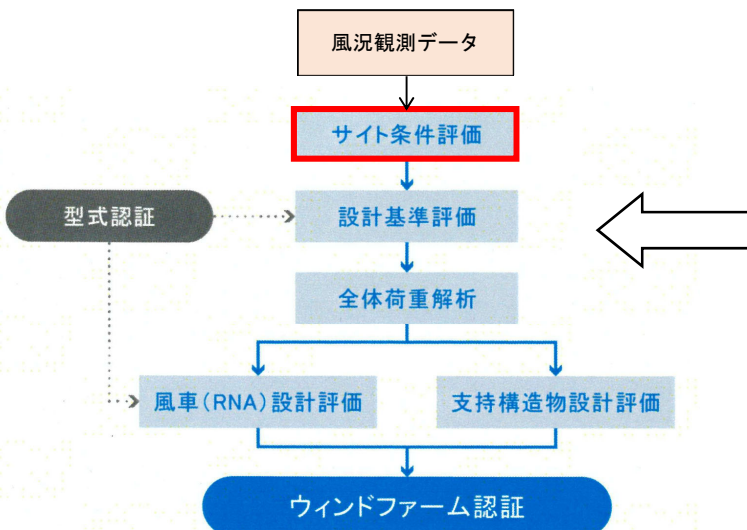 風況観測データ
サイト条件評価
型式認証
設計基準評価
全体荷重解析
風車(RNA)設計評価
支持構造物設計評価
ウィンドファーム認証